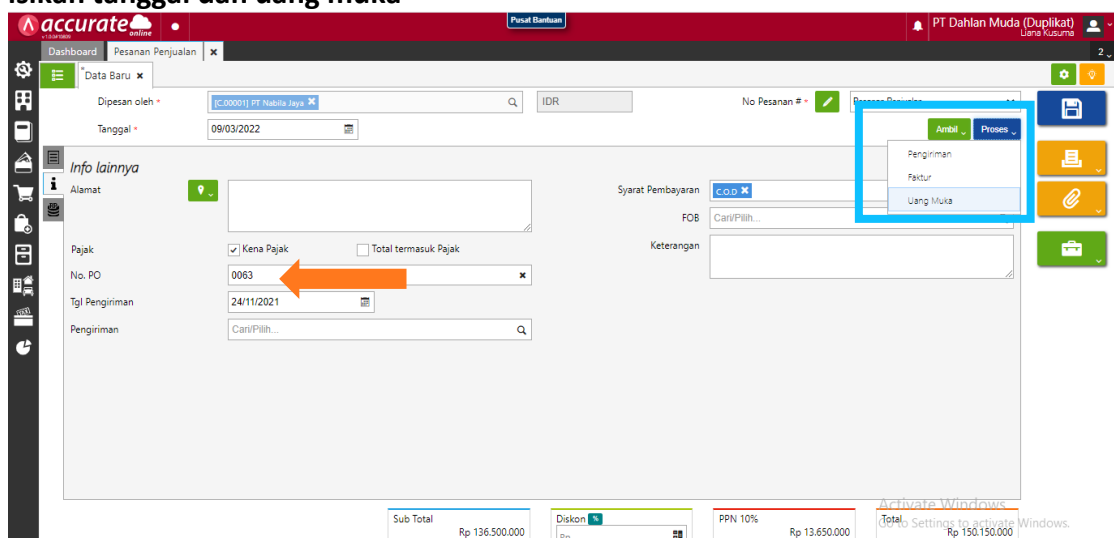 isikan tanggal dan uang muka
accurate online
Pusat Bantuan
PT Dahlan Muda (Duplikat)
Liana Kusuma
Dashboard
Pesanan Penjualan
2
Data Baru
Dipesan oleh *
[C.00001] PT Nabila Jaya
IDR
No Pesanan # *
Pesanan Penjualan
Tanggal *
09/03/2022
Ambil
Proses
Pengiriman
Faktur
Uang Muka
Info lainnya
Alamat
Syarat Pembayaran
C.O.D
FOB
Cari/Pilih...
Pajak
Kena Pajak
Total termasuk Pajak
Keterangan
No. PO
0063
Tgl Pengiriman
24/11/2021
Pengiriman
Cari/Pilih...
Activate Windows
Go to Settings to activate Windows.
Sub Total
Rp 136.500.000
Diskon %
Rp
PPN 10%
Rp 13.650.000
Total
Rp 150.150.000